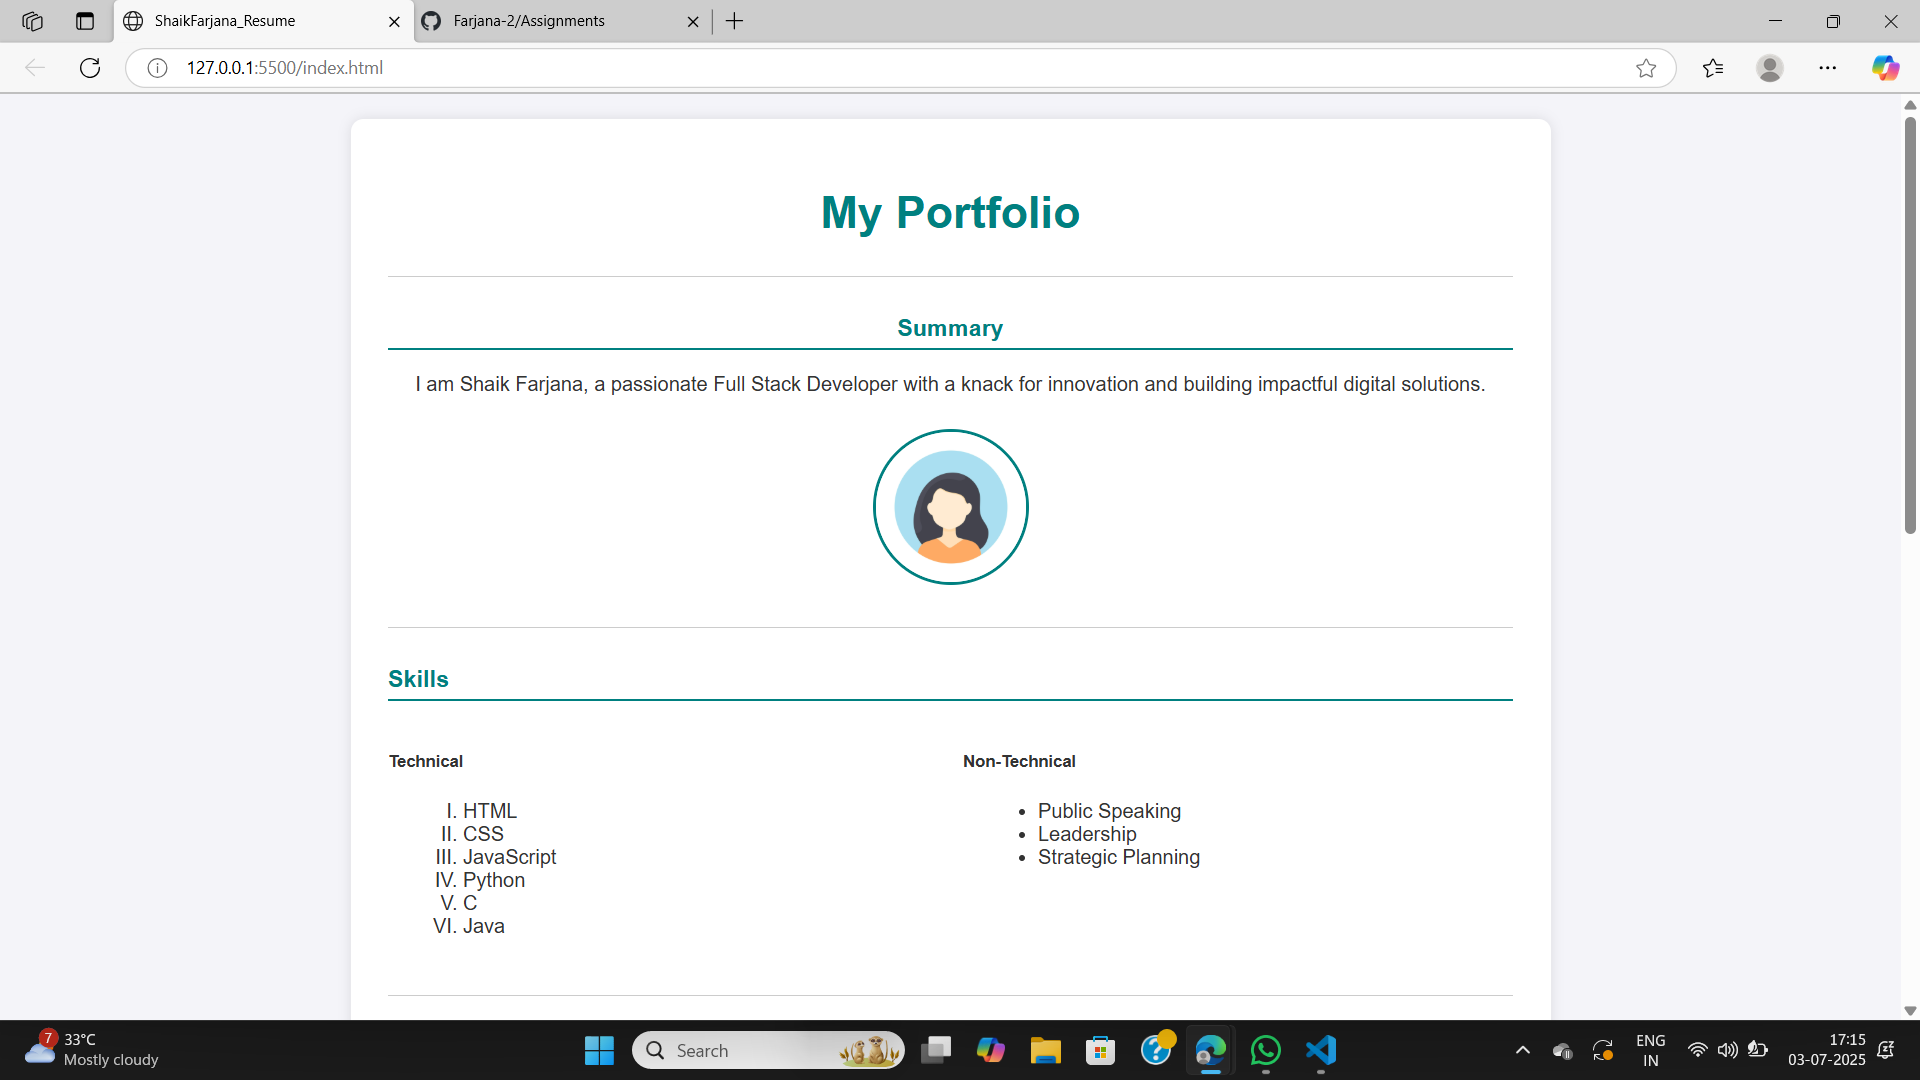 ShaikFarjana_Resume
Farjana-2/Assignments
127.0.0.1:5500/index.html
My Portfolio
Summary
I am Shaik Farjana, a passionate Full Stack Developer with a knack for innovation and building impactful digital solutions.
Skills
Technical
I. HTML
II. CSS
III. JavaScript
IV. Python
V. C
VI. Java
Non-Technical
• Public Speaking
• Leadership
• Strategic Planning
7
33°C
Mostly cloudy
Search
ENG
IN
17:15
03-07-2025